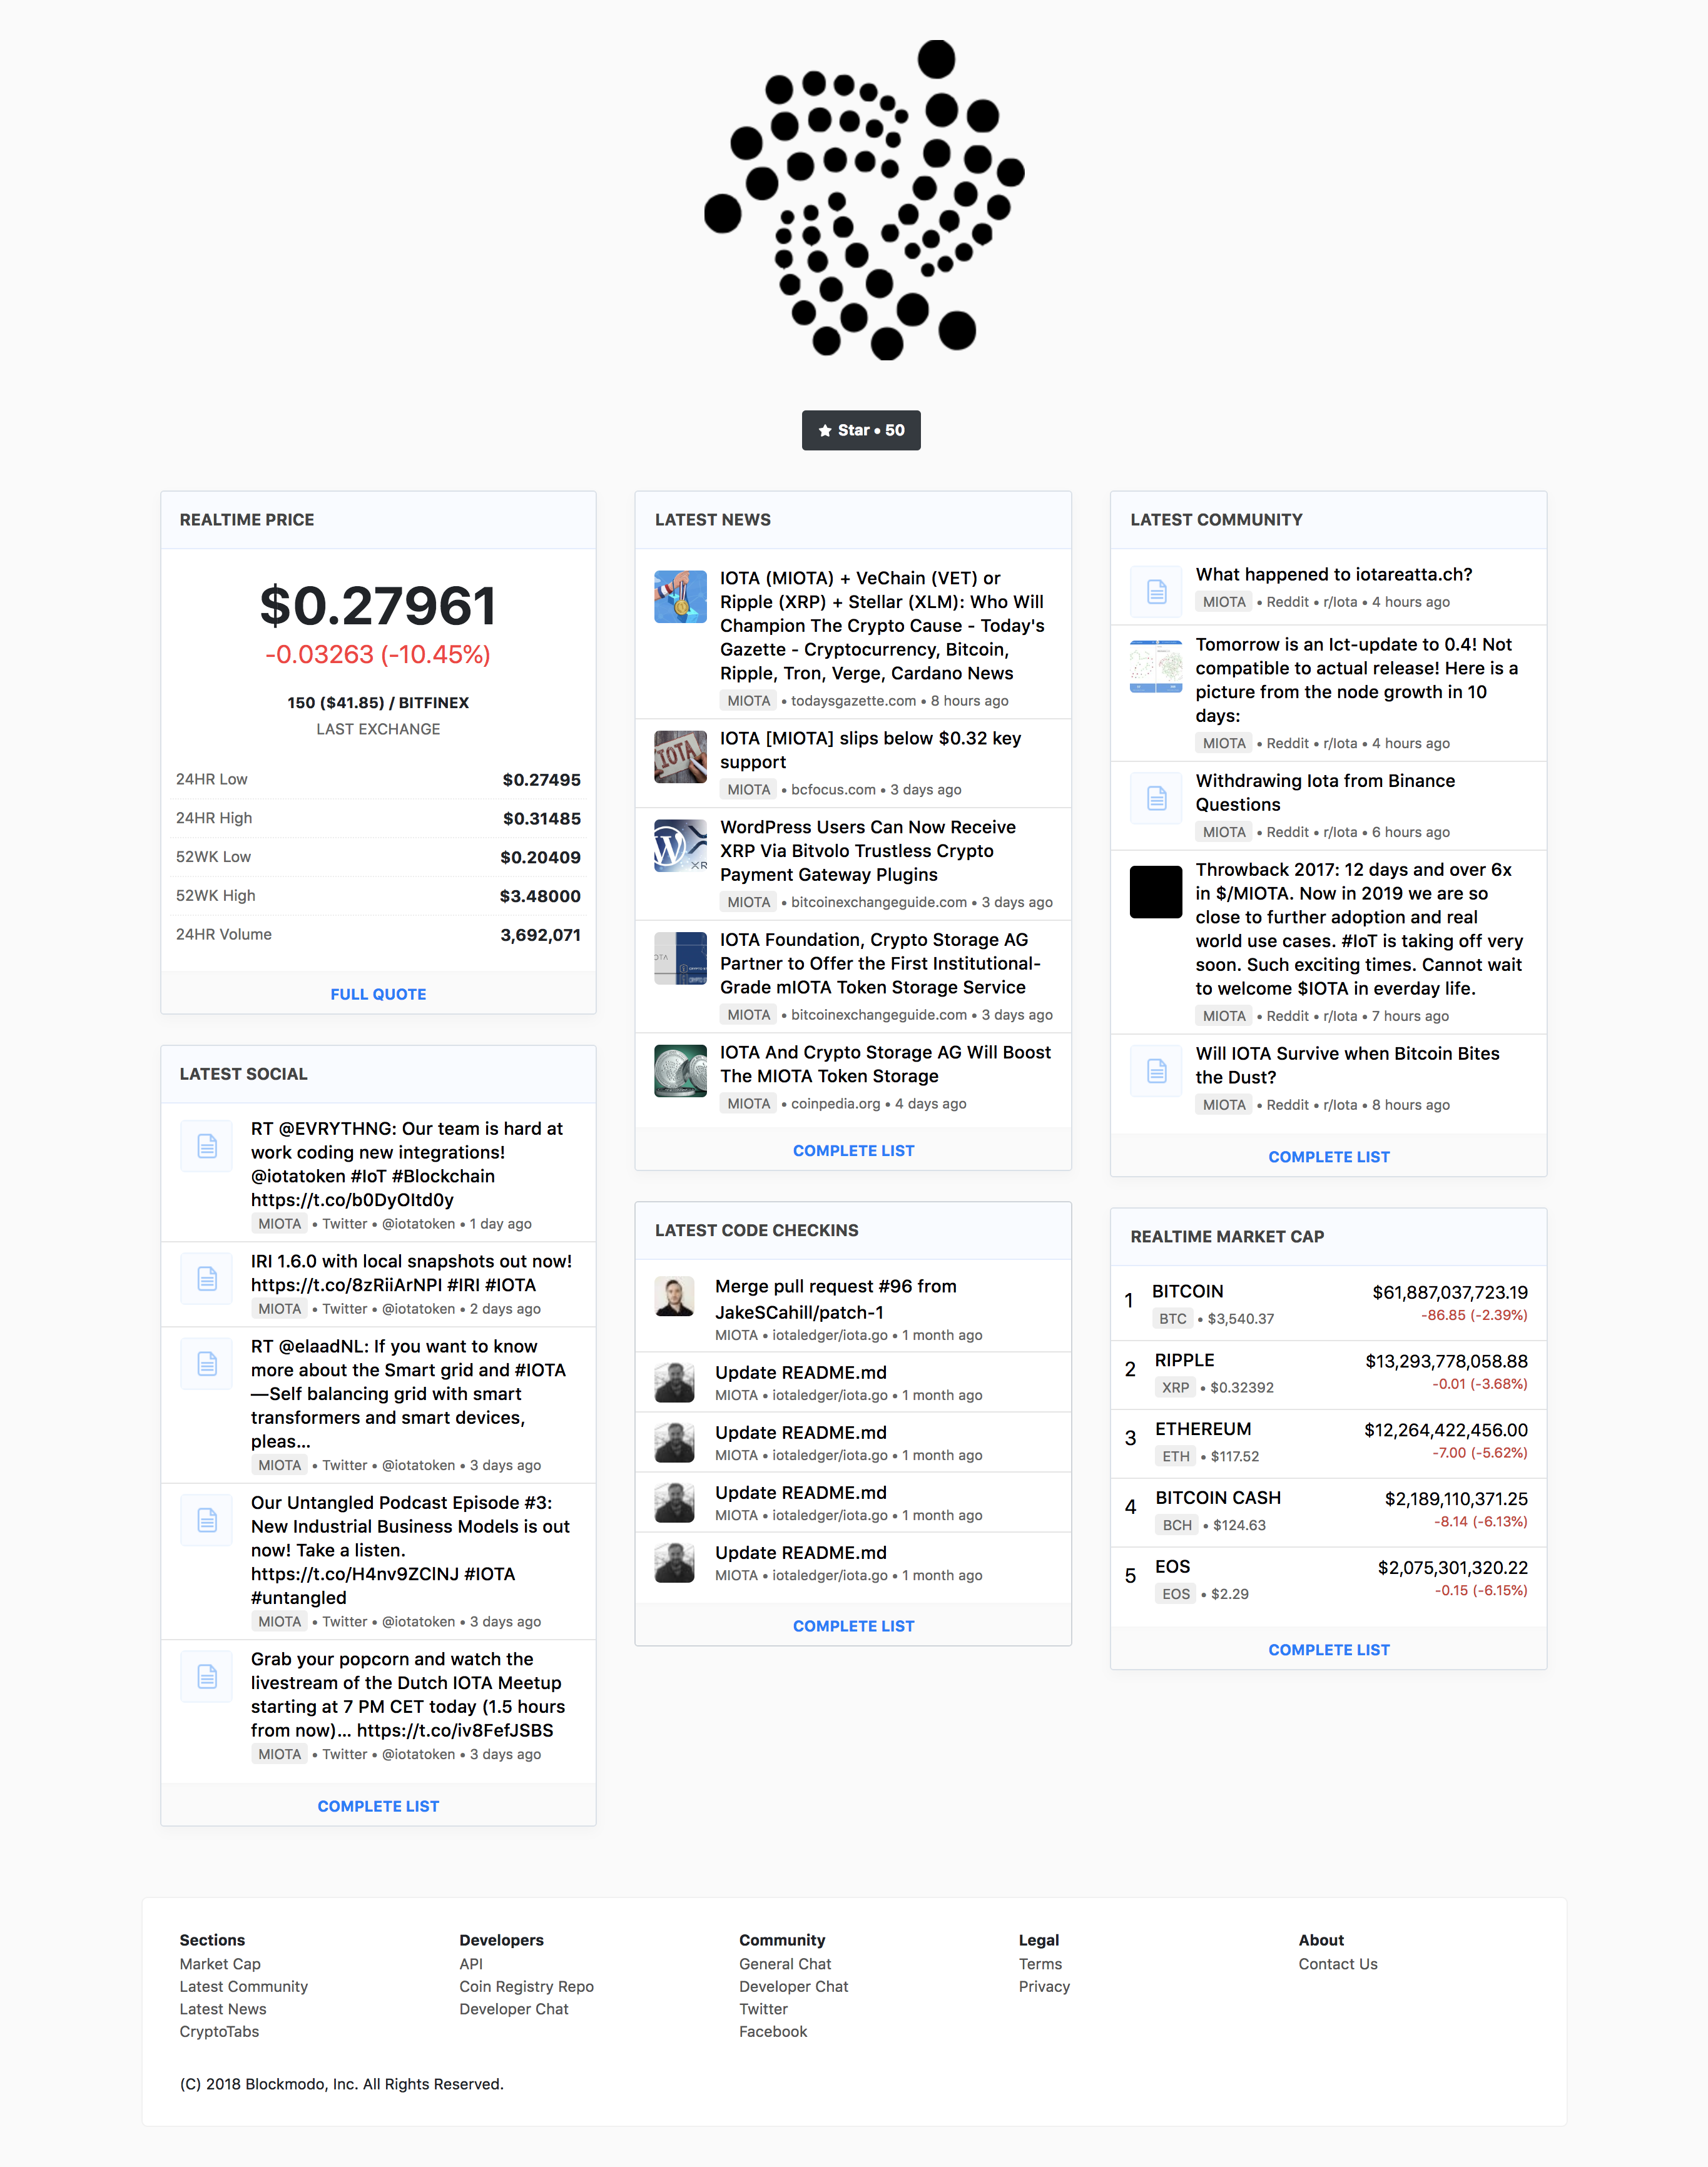 Star • 50
REALTIME PRICE
$0.27961
-0.03263 (-10.45%)
150 ($41.85) / BITFINEX
LAST EXCHANGE
24HR Low $0.27495
24HR High $0.31485
52WK Low $0.20409
52WK High $3.48000
24HR Volume 3,692,071
FULL QUOTE
LATEST SOCIAL
RT @EVRYTHNG: Our team is hard at
work coding new integrations!
@iotatoken #IoT #Blockchain
https://t.co/b0DyOItd0y
MIOTA • Twitter • @iotatoken • 1 day ago
IRI 1.6.0 with local snapshots out now!
https://t.co/8zRiiArNPI #IRI #IOTA
MIOTA • Twitter • @iotatoken • 2 days ago
RT @elaadNL: If you want to know
more about the Smart grid and #IOTA
—Self balancing grid with smart
transformers and smart devices,
pleas...
MIOTA • Twitter • @iotatoken • 3 days ago
Our Untangled Podcast Episode #3:
New Industrial Business Models is out
now! Take a listen.
https://t.co/H4nv9ZClNJ #IOTA
#untangled
MIOTA • Twitter • @iotatoken • 3 days ago
Grab your popcorn and watch the
livestream of the Dutch IOTA Meetup
starting at 7 PM CET today (1.5 hours
from now)... https://t.co/iv8FefJSBS
MIOTA • Twitter • @iotatoken • 3 days ago
COMPLETE LIST
LATEST NEWS
IOTA (MIOTA) + VeChain (VET) or
Ripple (XRP) + Stellar (XLM): Who Will
Champion The Crypto Cause - Today's
Gazette - Cryptocurrency, Bitcoin,
Ripple, Tron, Verge, Cardano News
MIOTA • todaysgazette.com • 8 hours ago
IOTA
IOTA [MIOTA] slips below $0.32 key
support
MIOTA • bcfocus.com • 3 days ago
XR
WordPress Users Can Now Receive
XRP Via Bitvolo Trustless Crypto
Payment Gateway Plugins
MIOTA • bitcoinexchangeguide.com • 3 days ago
IOTA Foundation, Crypto Storage AG
Partner to Offer the First Institutional-
Grade mIOTA Token Storage Service
MIOTA • bitcoinexchangeguide.com • 3 days ago
IOTA And Crypto Storage AG Will Boost
The MIOTA Token Storage
MIOTA • coinpedia.org • 4 days ago
COMPLETE LIST
LATEST CODE CHECKINS
Merge pull request #96 from
JakeSCahill/patch-1
MIOTA • iotaledger/iota.go • 1 month ago
Update README.md
MIOTA • iotaledger/iota.go • 1 month ago
Update README.md
MIOTA • iotaledger/iota.go • 1 month ago
Update README.md
MIOTA • iotaledger/iota.go • 1 month ago
Update README.md
MIOTA • iotaledger/iota.go • 1 month ago
COMPLETE LIST
LATEST COMMUNITY
What happened to iotareatta.ch?
MIOTA • Reddit • r/Iota • 4 hours ago
Tomorrow is an Ict-update to 0.4! Not
compatible to actual release! Here is a
picture from the node growth in 10
days:
MIOTA • Reddit • r/Iota • 4 hours ago
Withdrawing Iota from Binance
Questions
MIOTA • Reddit • r/Iota • 6 hours ago
Throwback 2017: 12 days and over 6x
in $/MIOTA. Now in 2019 we are so
close to further adoption and real
world use cases. #IoT is taking off very
soon. Such exciting times. Cannot wait
to welcome $IOTA in everday life.
MIOTA • Reddit • r/Iota • 7 hours ago
Will IOTA Survive when Bitcoin Bites
the Dust?
MIOTA • Reddit • r/Iota • 8 hours ago
COMPLETE LIST
REALTIME MARKET CAP
1 BITCOIN $61,887,037,723.19
BTC • $3,540.37 -86.85 (-2.39%)
2 RIPPLE $13,293,778,058.88
XRP • $0.32392 -0.01 (-3.68%)
3 ETHEREUM $12,264,422,456.00
ETH • $117.52 -7.00 (-5.62%)
4 BITCOIN CASH $2,189,110,371.25
BCH • $124.63 -8.14 (-6.13%)
5 EOS $2,075,301,320.22
EOS • $2.29 -0.15 (-6.15%)
COMPLETE LIST
Sections
Market Cap
Latest Community
Latest News
CryptoTabs
Developers
API
Coin Registry Repo
Developer Chat
Community
General Chat
Developer Chat
Twitter
Facebook
Legal
Terms
Privacy
About
Contact Us
(C) 2018 Blockmodo, Inc. All Rights Reserved.